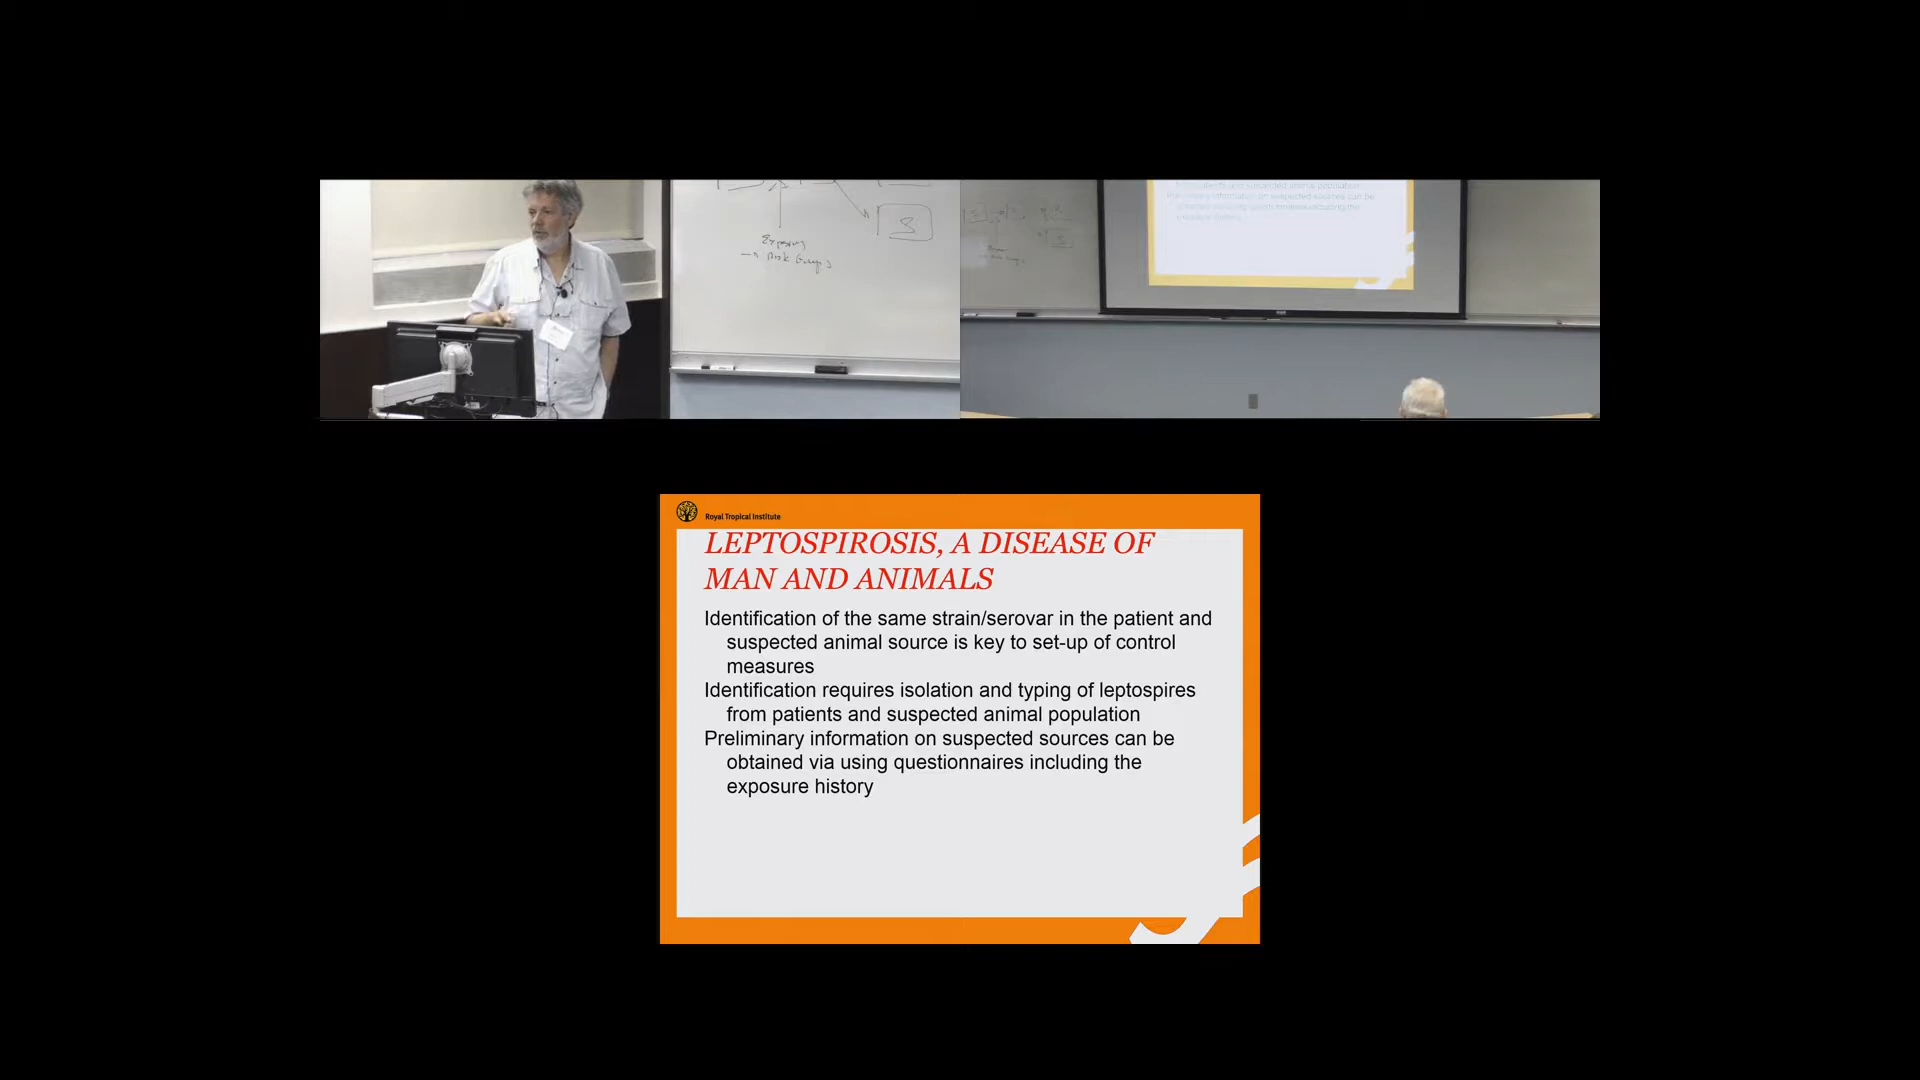 Exposing
Risk Groups
S
Royal Tropical Institute
LEPTOSPIROSIS, A DISEASE OF
MAN AND ANIMALS
Identification of the same strain/serovar in the patient and
suspected animal source is key to set-up of control
measures
Identification requires isolation and typing of leptospires
from patients and suspected animal population
Preliminary information on suspected sources can be
obtained via using questionnaires including the
exposure history